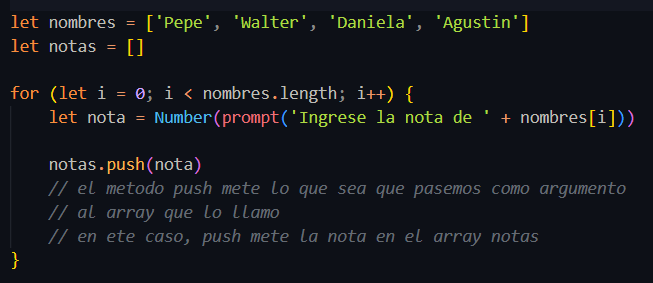 let nombres = ['Pepe', 'Walter', 'Daniela', 'Agustin']
let notas = []
for (let i = 0; i < nombres.length; i++) {
let nota = Number(prompt('Ingrese la nota de ' + nombres[i]))
notas.push(nota)
// el metodo push mete lo que sea que pasemos como argumento
// al array que lo llamo
// en ete caso, push mete la nota en el array notas
}